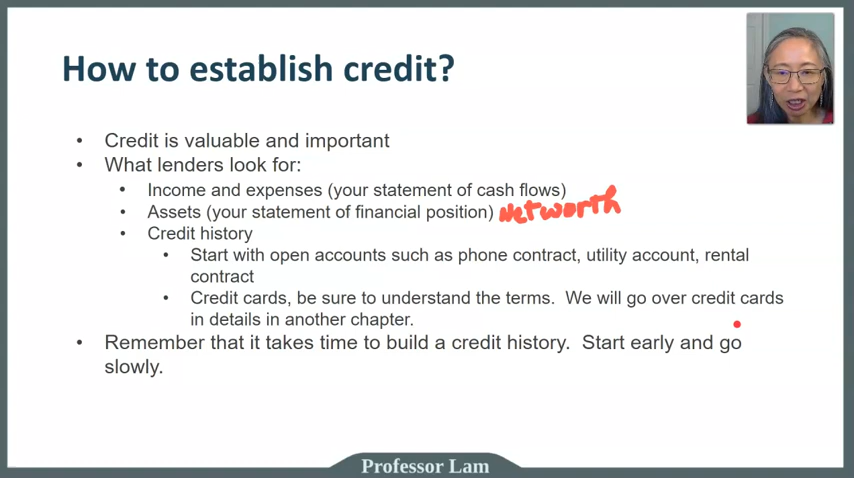 How to establish credit?
• Credit is valuable and important
• What lenders look for:
• Income and expenses (your statement of cash flows)
• Assets (your statement of financial position) Networth
• Credit history
• Start with open accounts such as phone contract, utility account, rental
contract
• Credit cards, be sure to understand the terms.  We will go over credit cards
in details in another chapter.
• Remember that it takes time to build a credit history.  Start early and go
slowly.
Professor Lam